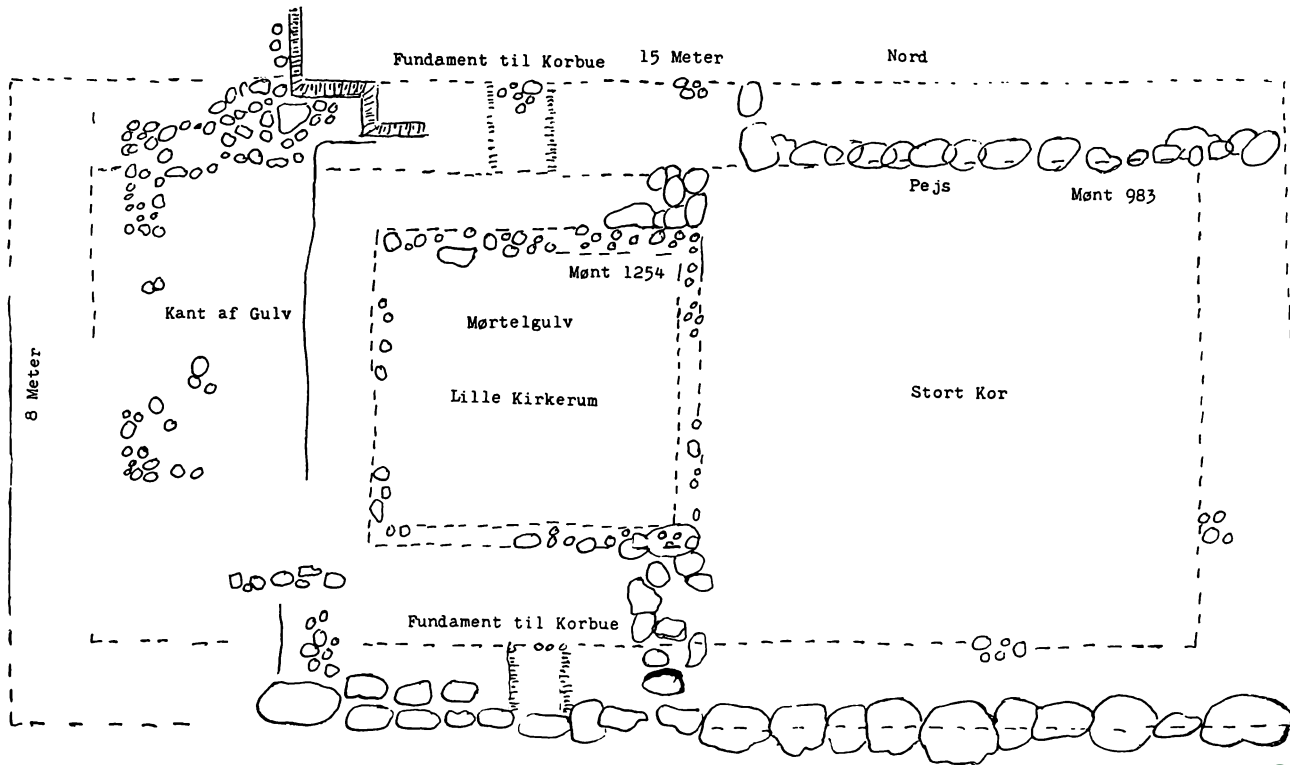 Fundament til Korbue
15 Meter
Nord
Pejs
Mønt 983
Mønt 1254
Kant af Gulv
Mørtelgulv
8 Meter
Lille Kirkerum
Stort Kor
Fundament til Korbue